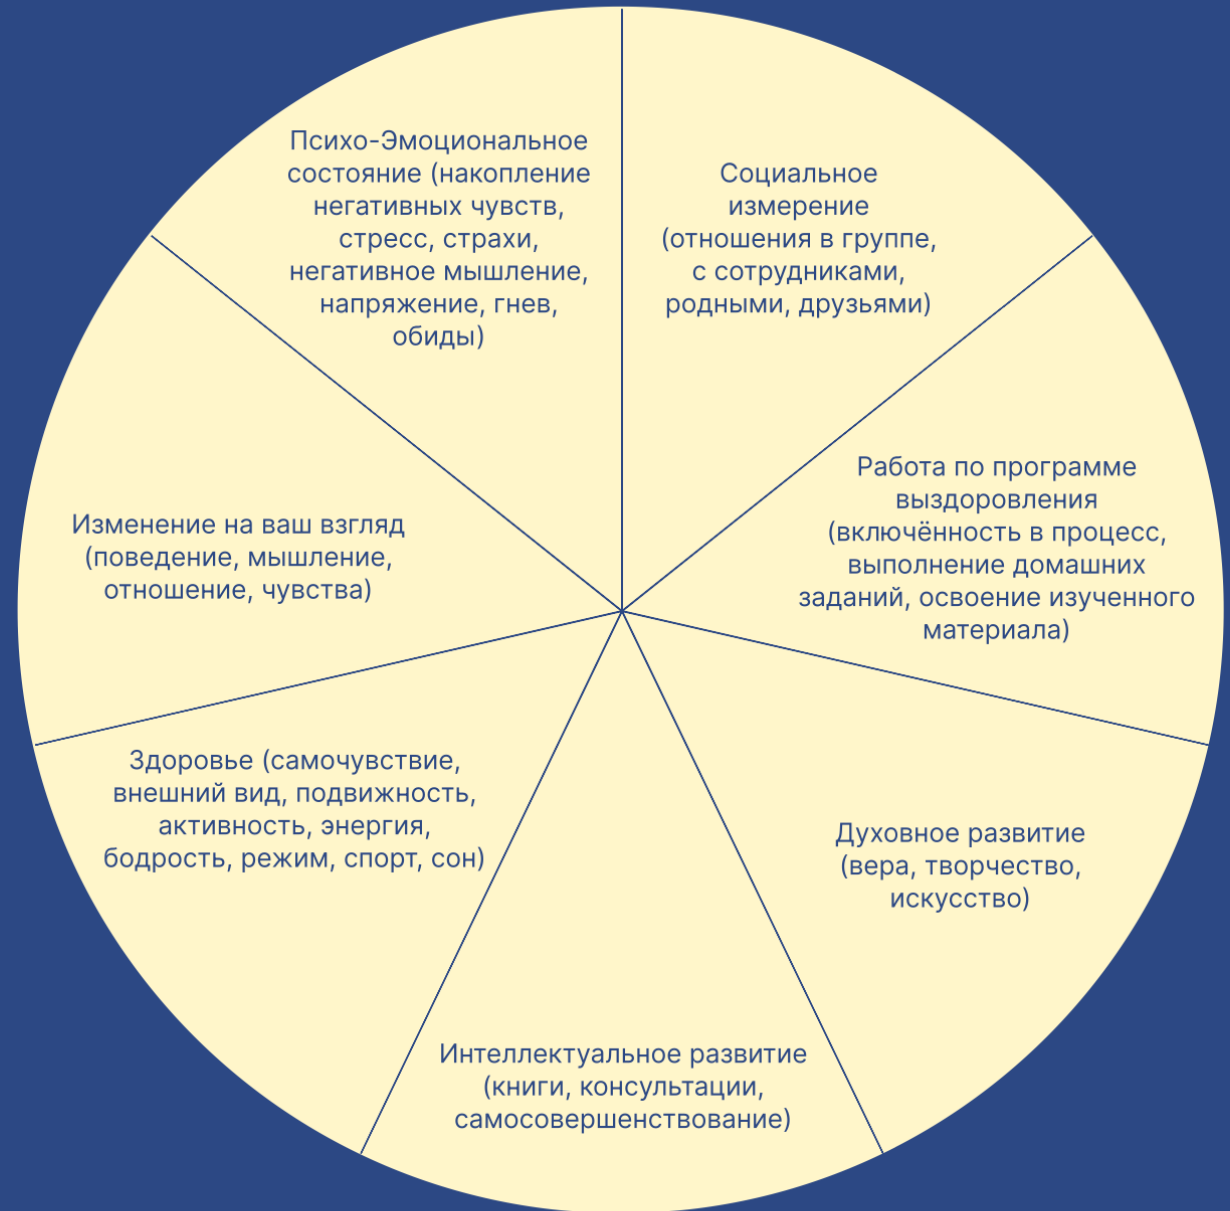 Психо-Эмоциональное
состояние (накопление
негативных чувств,
стресс, страхи,
негативное мышление,
напряжение, гнев,
обиды)
Социальное
измерение
(отношения в группе,
с сотрудниками,
родными, друзьями)
Работа по программе
выздоровления
(включённость в процесс,
выполнение домашних
заданий, освоение изученного
материала)
Изменение на ваш взгляд
(поведение, мышление,
отношение, чувства)
Здоровье (самочувствие,
внешний вид, подвижность,
активность, энергия,
бодрость, режим, спорт, сон)
Духовное развитие
(вера, творчество,
искусство)
Интеллектуальное развитие
(книги, консультации,
самосовершенствование)